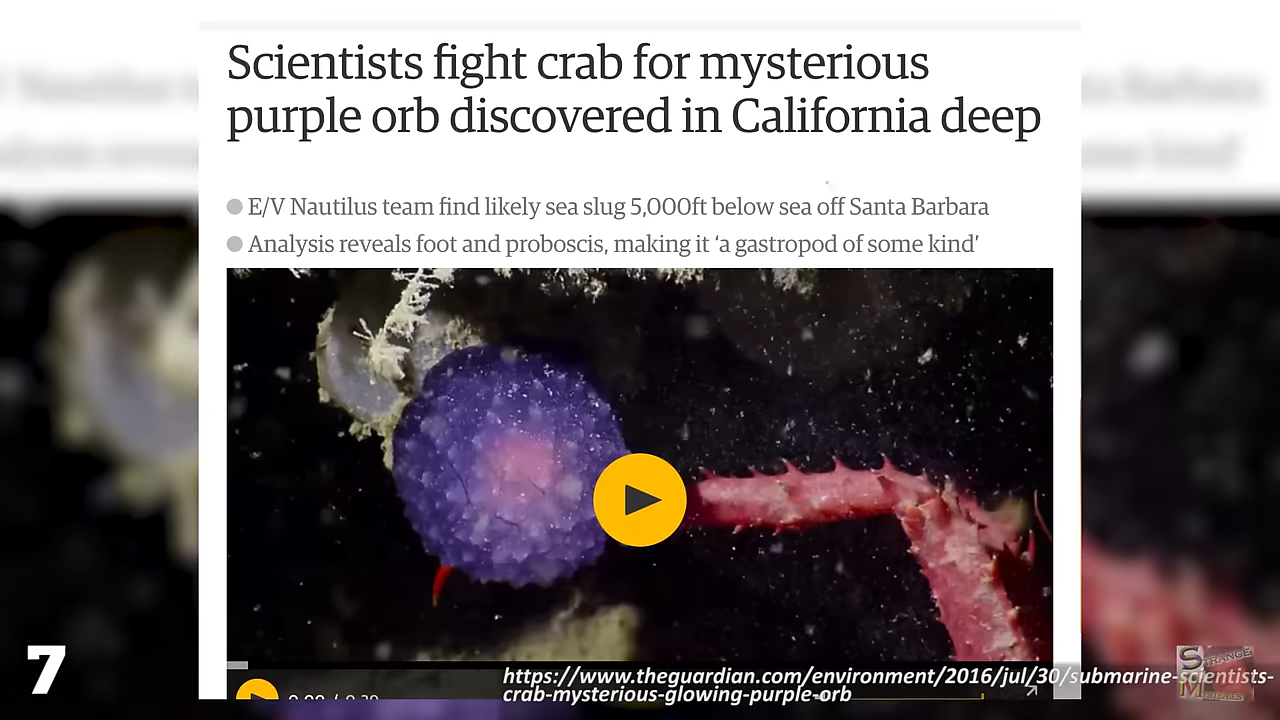 Scientists fight crab for mysterious
purple orb discovered in California deep
E/V Nautilus team find likely sea slug 5,000ft below sea off Santa Barbara
Analysis reveals foot and proboscis, making it ‘a gastropod of some kind’
7
https://www.theguardian.com/environment/2016/jul/30/submarine-scientists-
crab-mysterious-glowing-purple-orb
STRANGE
MYSTERIES